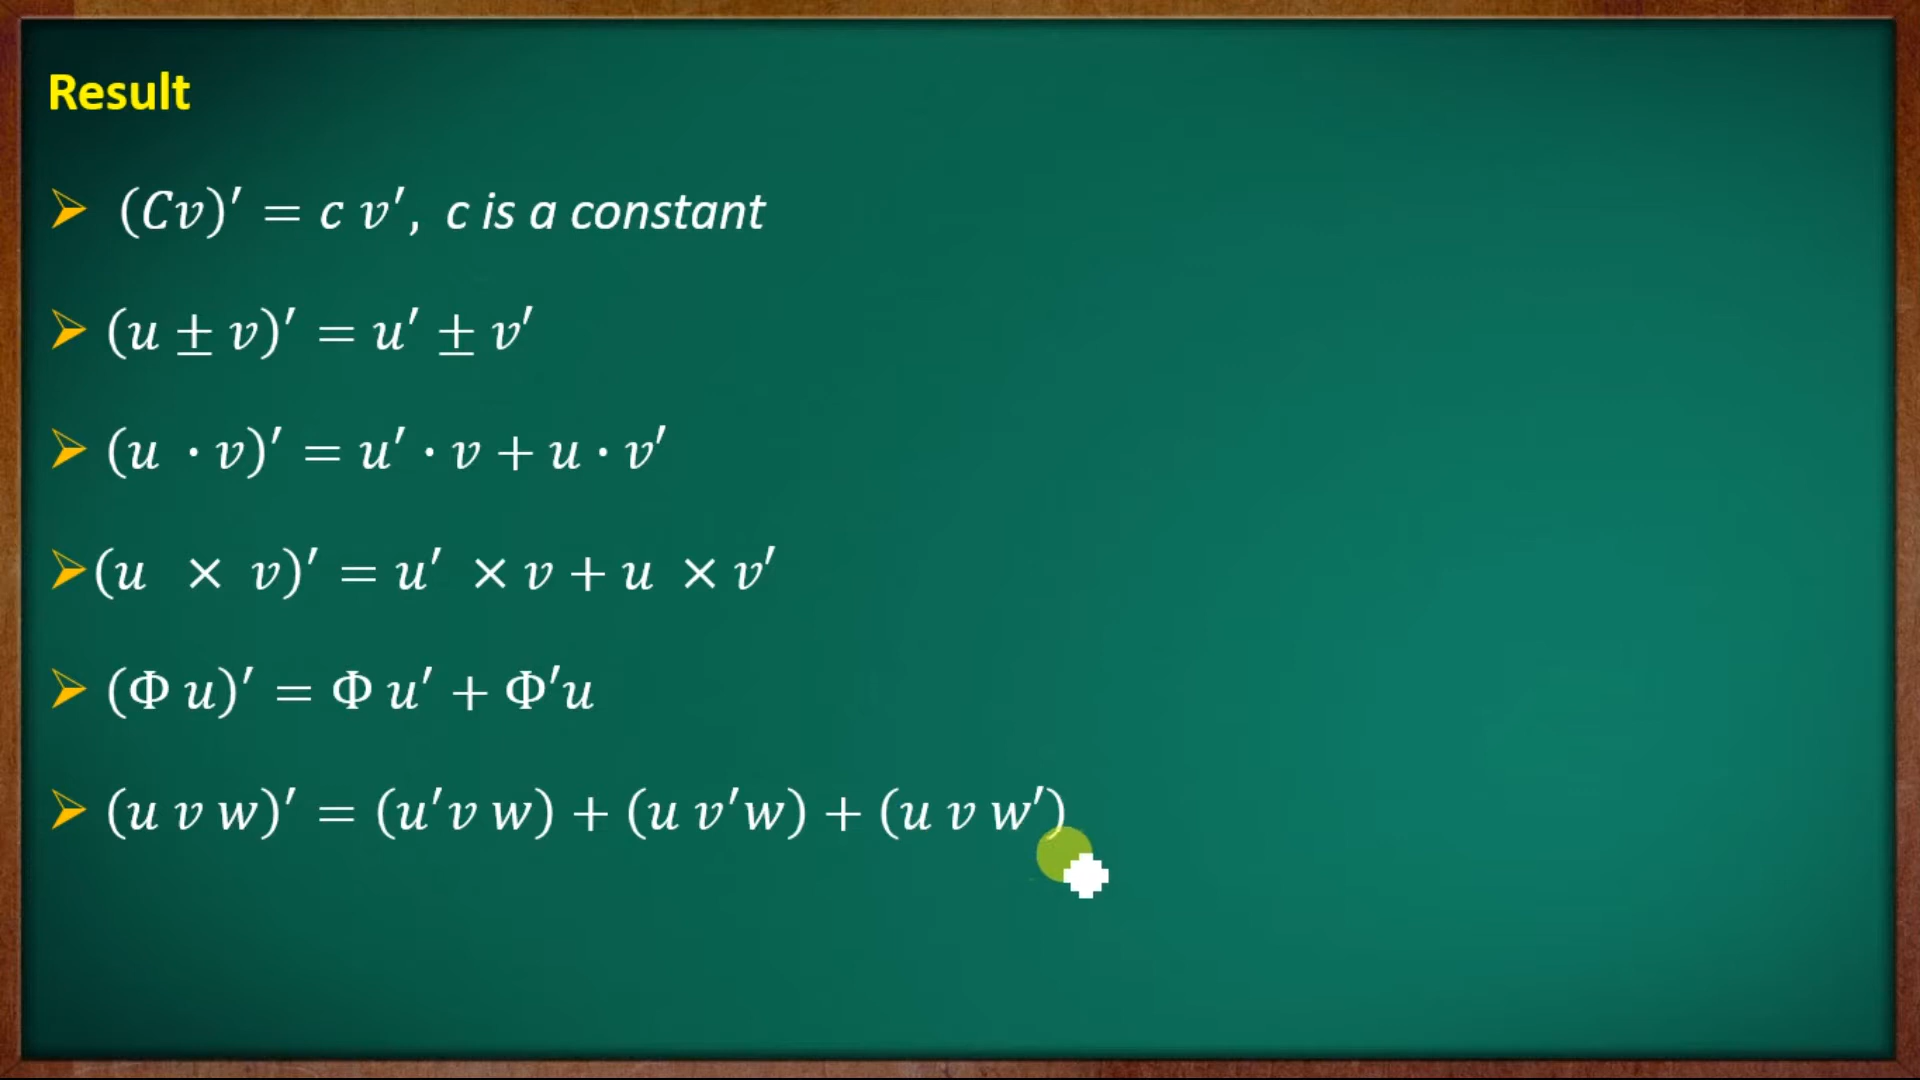 Result
(Cv)′ = c v′, c is a constant
(u ± v)′ = u′ ± v′
(u · v)′ = u′ · v + u · v′
(u × v)′ = u′ × v + u × v′
(Φ u)′ = Φ u′ + Φ′u
(u v w)′ = (u′v w) + (u v′w) + (u v w′)